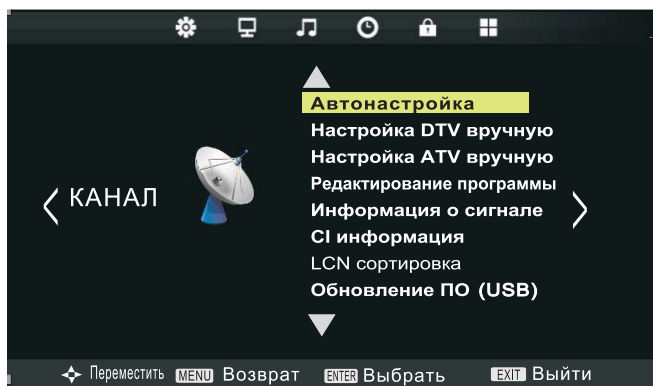 Автонастройка
Настройка DTV вручную
Настройка ATV вручную
Редактирование программы
КАНАЛ
Информация о сигнале
CI информация
LCN сортировка
Обновление ПО (USB)
Переместить MENU Возврат ENTER Выбрать EXIT Выйти